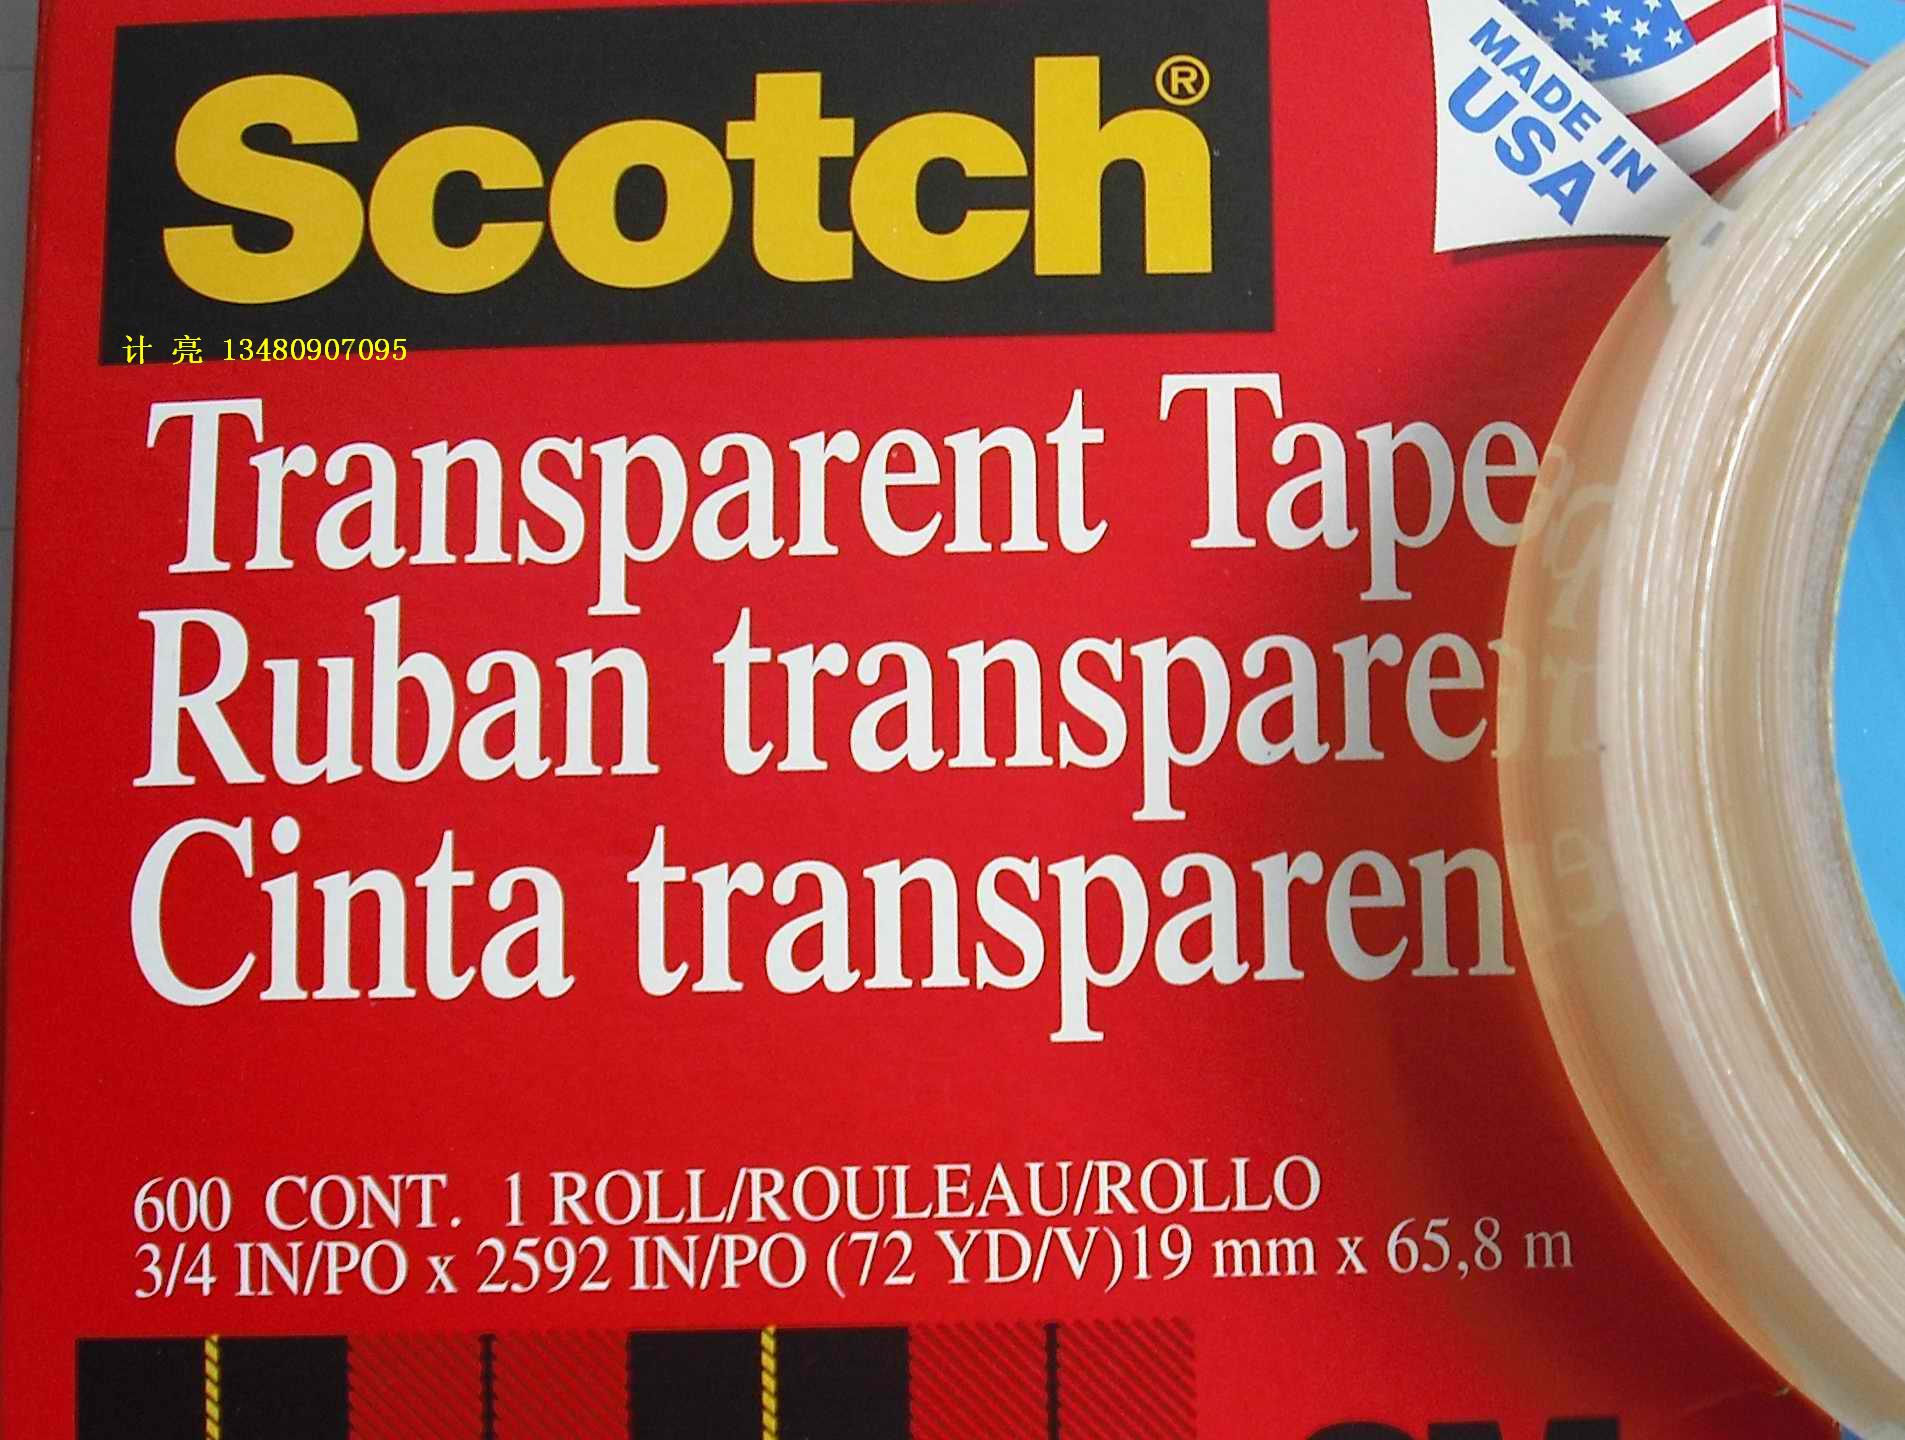 Scotch®
MADE IN
USA
计 亮 13480907095
Transparent Tape
Ruban transparen
Cinta transparen
600 CONT. 1 ROLL/ROULEAU/ROLLO
3/4 IN/PO x 2592 IN/PO (72 YD/V)19 mm x 65,8 m